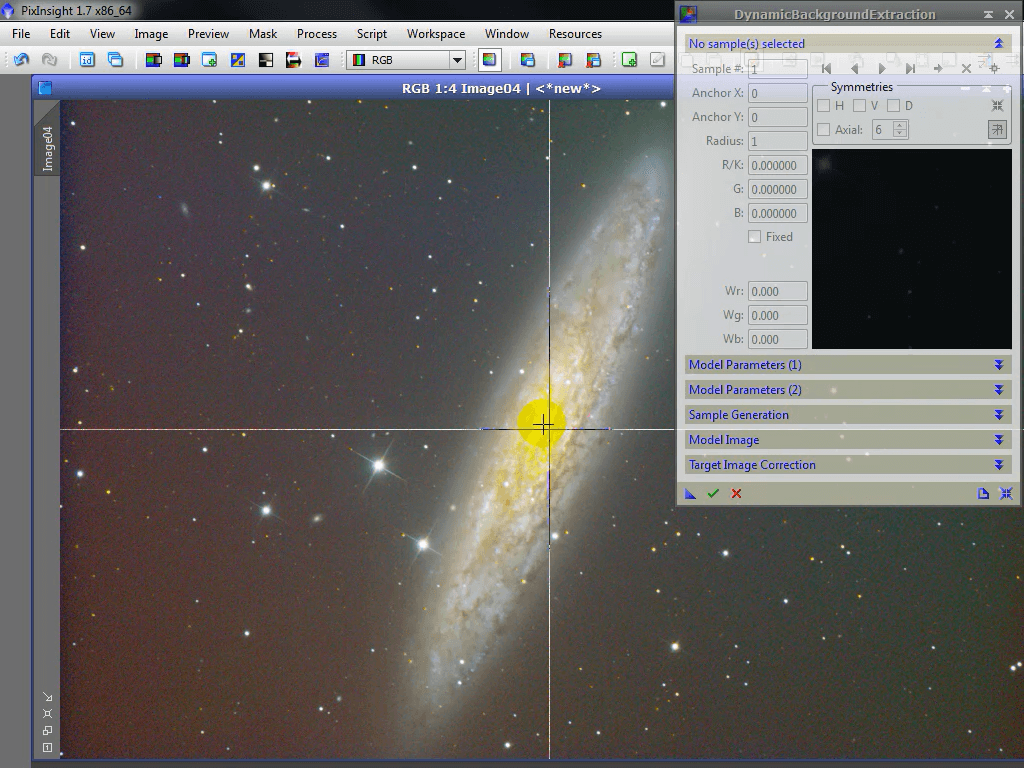 PixInsight 1.7 x86_64
File Edit View Image Preview Mask Process Script Workspace Window Resources
RGB
RGB 1:4 Image04 | <*new*>
Image04
DynamicBackgroundExtraction
No sample(s) selected
Sample #: 1
Symmetries
Anchor X: 0
H V D
Anchor Y: 0
Axial: 6
Radius: 1
R/K: 0.000000
G: 0.000000
B: 0.000000
Fixed
Wr: 0.000
Wg: 0.000
Wb: 0.000
Model Parameters (1)
Model Parameters (2)
Sample Generation
Model Image
Target Image Correction